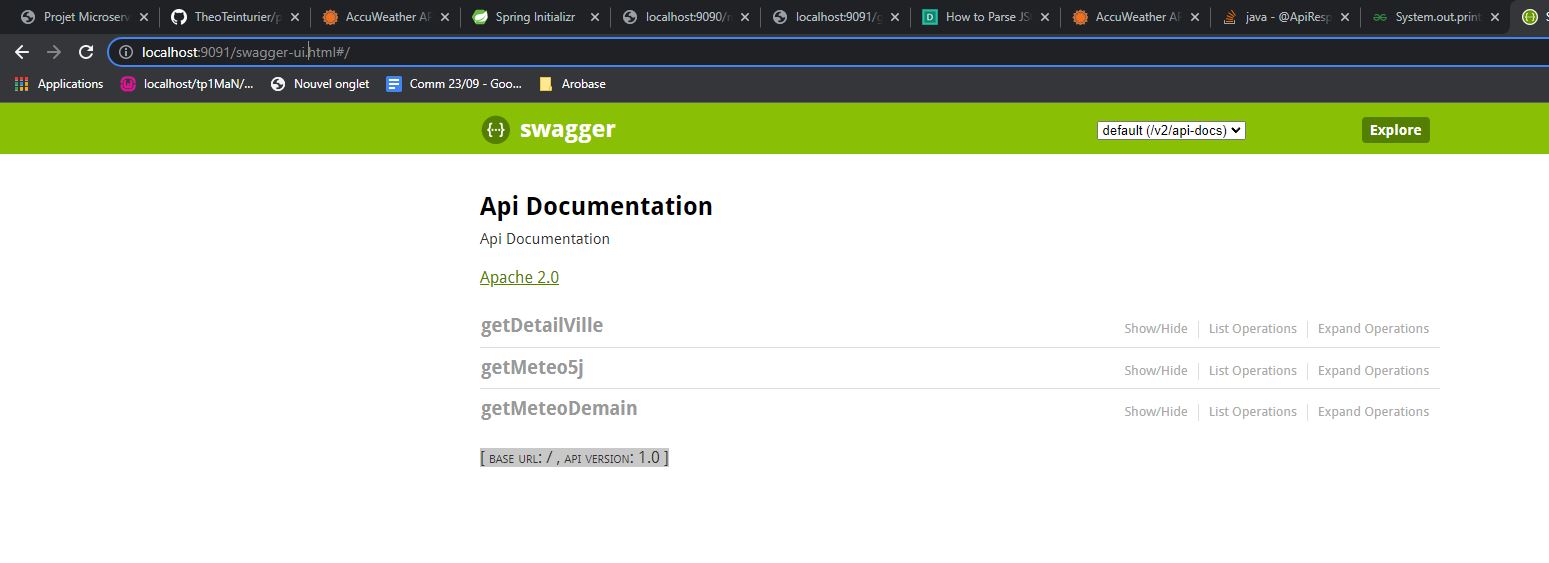 Projet Microserv
TheoTeinturier/p
AccuWeather AP
Spring Initializr
localhost:9090/n
localhost:9091/g
How to Parse JS
AccuWeather AP
java - @ApiResp
System.out.print
localhost:9091/swagger-ui.html#/
Applications
localhost/tp1MaN/...
Nouvel onglet
Comm 23/09 - Goo...
Arobase
{··} swagger
default (/v2/api-docs)
Explore
Api Documentation
Api Documentation
Apache 2.0
getDetailVille
Show/Hide
List Operations
Expand Operations
getMeteo5j
Show/Hide
List Operations
Expand Operations
getMeteoDemain
Show/Hide
List Operations
Expand Operations
[ BASE URL: / , API VERSION: 1.0 ]